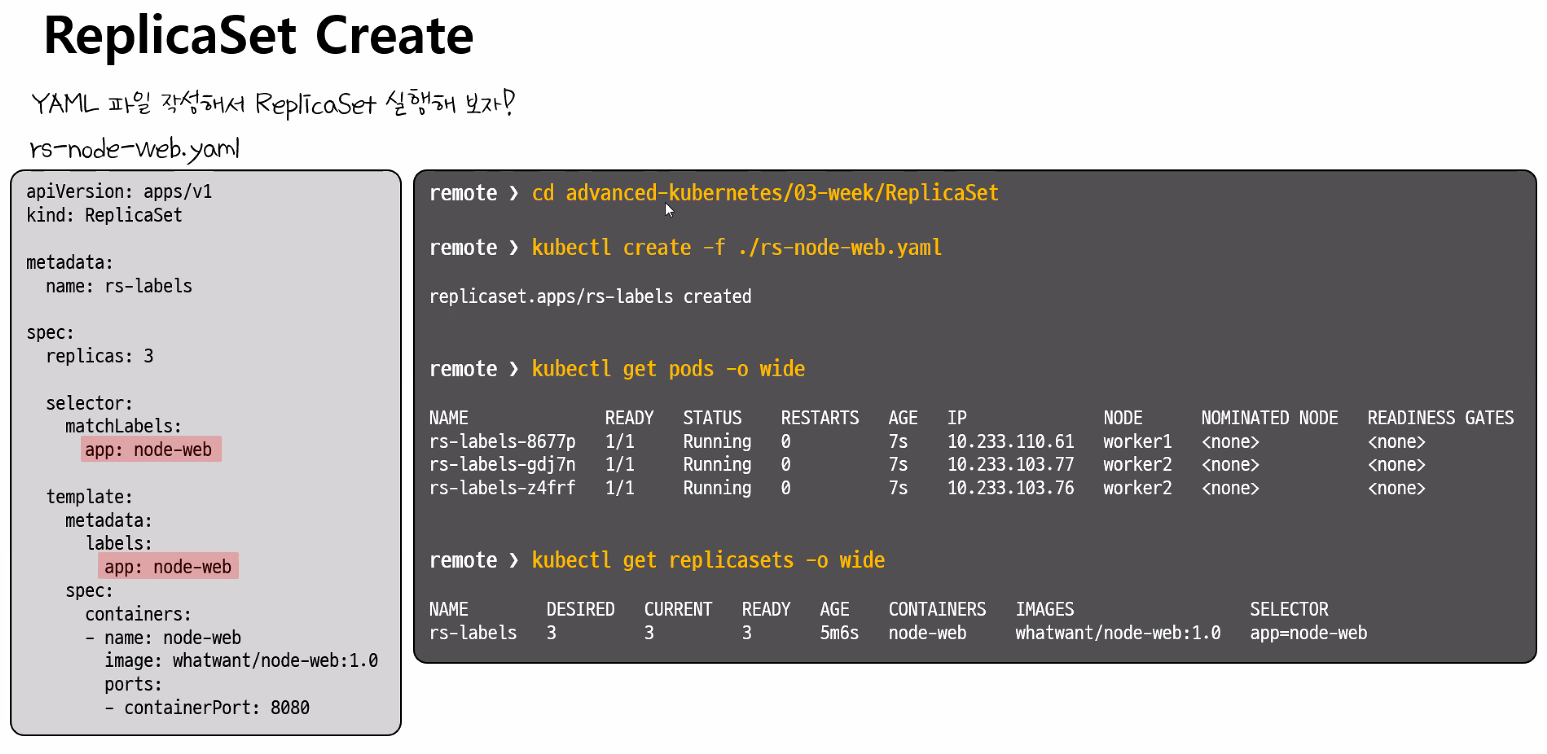 ReplicaSet Create
YAML 파일 작성해서 ReplicaSet 실행해 보자!
rs-node-web.yaml
apiVersion: apps/v1
kind: ReplicaSet
metadata:
  name: rs-labels
spec:
  replicas: 3
  selector:
    matchLabels:
      app: node-web
  template:
    metadata:
      labels:
        app: node-web
    spec:
      containers:
      - name: node-web
        image: whatwant/node-web:1.0
        ports:
        - containerPort: 8080
remote ❯ cd advanced-kubernetes/03-week/ReplicaSet
remote ❯ kubectl create -f ./rs-node-web.yaml
replicaset.apps/rs-labels created
remote ❯ kubectl get pods -o wide
NAME              READY   STATUS    RESTARTS   AGE   IP              NODE      NOMINATED NODE   READINESS GATES
rs-labels-8677p   1/1     Running   0          7s    10.233.110.61   worker1   <none>           <none>
rs-labels-gdj7n   1/1     Running   0          7s    10.233.103.77   worker2   <none>           <none>
rs-labels-z4frf   1/1     Running   0          7s    10.233.103.76   worker2   <none>           <none>
remote ❯ kubectl get replicasets -o wide
NAME        DESIRED   CURRENT   READY   AGE    CONTAINERS   IMAGES                  SELECTOR
rs-labels   3         3         3       5m6s   node-web     whatwant/node-web:1.0   app=node-web